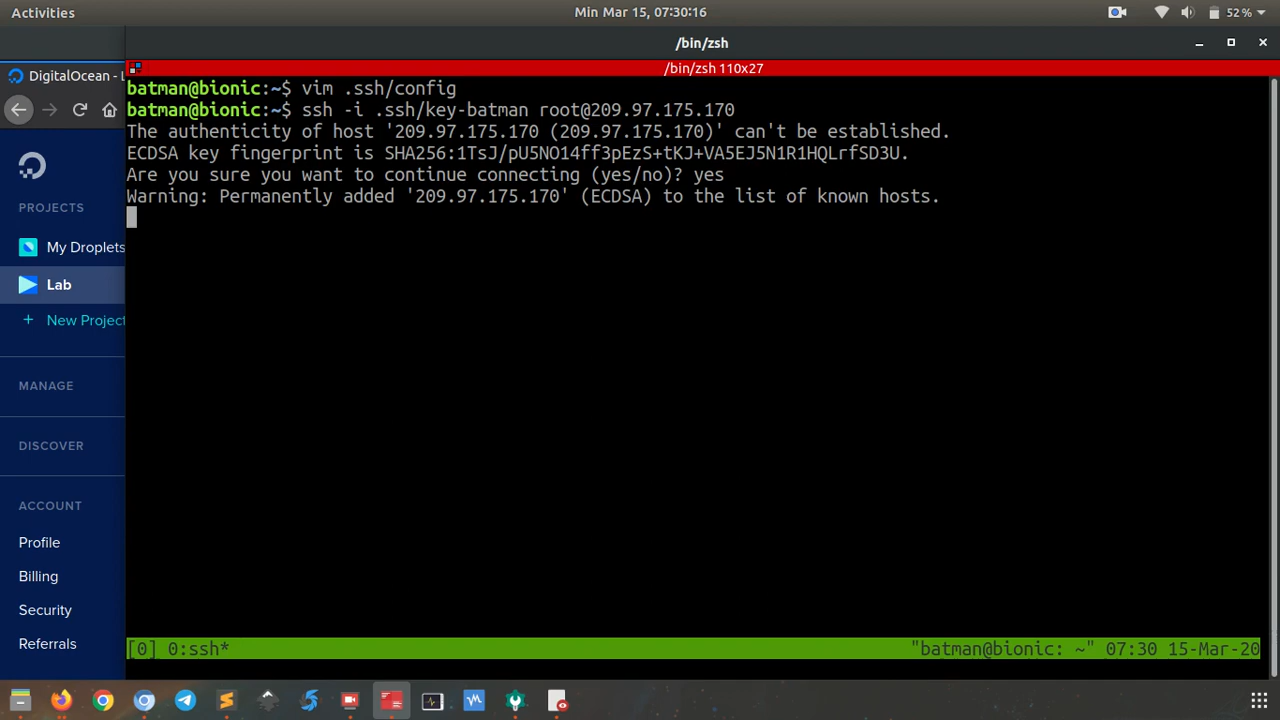 Activities
Min Mar 15, 07:30:16
52 %
/bin/zsh
DigitalOcean - L
/bin/zsh 110x27
batman@bionic:~$ vim .ssh/config
batman@bionic:~$ ssh -i .ssh/key-batman root@209.97.175.170
The authenticity of host '209.97.175.170 (209.97.175.170)' can't be established.
ECDSA key fingerprint is SHA256:1TsJ/pU5NO14ff3pEzS+tKJ+VA5EJ5N1R1HQLrfSD3U.
Are you sure you want to continue connecting (yes/no)? yes
Warning: Permanently added '209.97.175.170' (ECDSA) to the list of known hosts.
PROJECTS
My Droplets
Lab
+ New Project
MANAGE
DISCOVER
ACCOUNT
Profile
Billing
Security
Referrals
[0] 0:ssh*
"batman@bionic: ~" 07:30 15-Mar-20